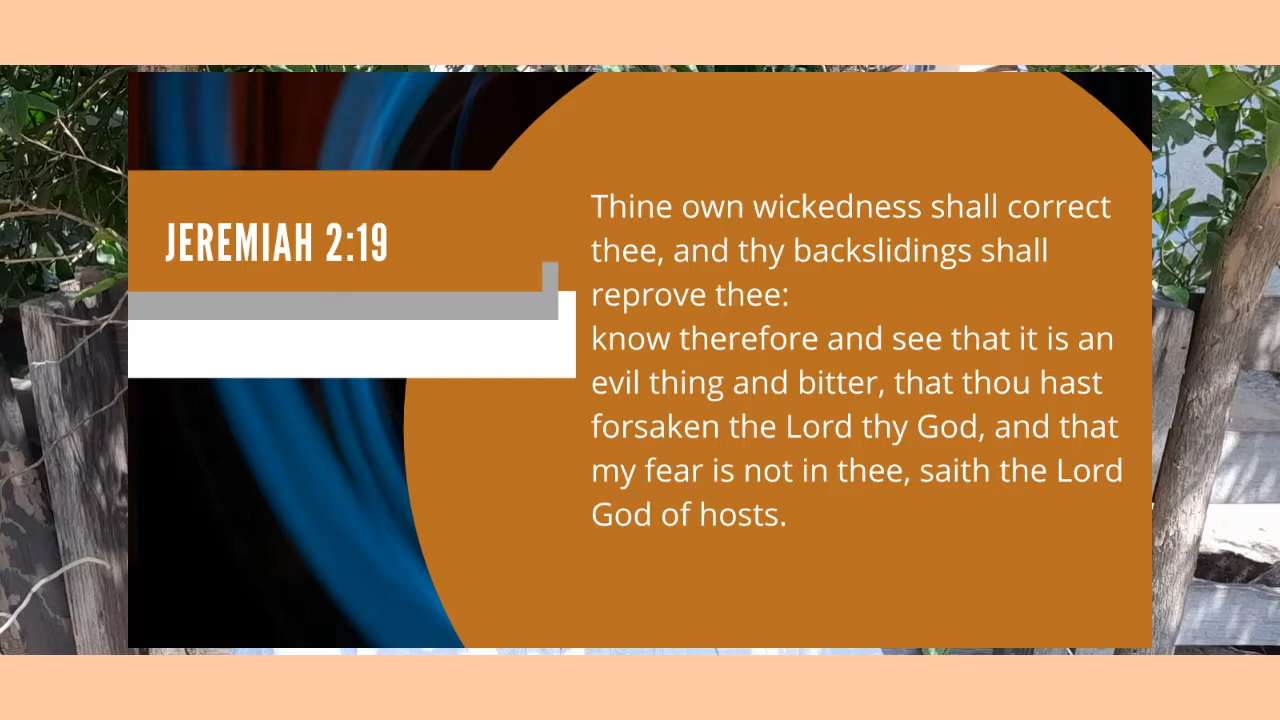 JEREMIAH 2:19
Thine own wickedness shall correct
thee, and thy backslidings shall
reprove thee:
know therefore and see that it is an
evil thing and bitter, that thou hast
forsaken the Lord thy God, and that
my fear is not in thee, saith the Lord
God of hosts.